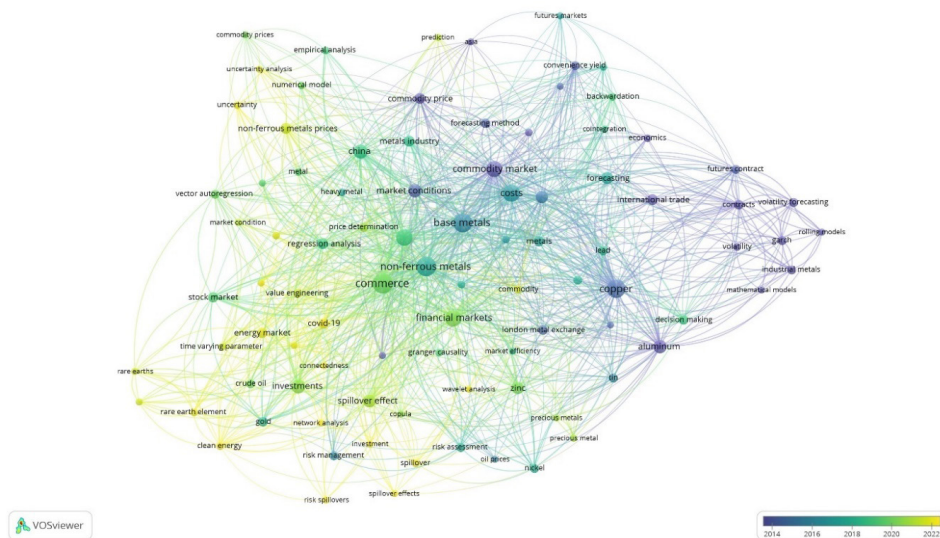 futures markets
commodity prices
prediction
asia
empirical analysis
uncertainty analysis
convenience yield
numerical model
backwardation
commodity price
uncertainty
forecasting method
non-ferrous metals prices
cointegration
economics
metals industry
china
commodity market
metal
futures contract
forecasting
heavy metal
market conditions
costs
vector autoregression
international trade
contracts
volatility forecasting
market condition
price determination
base metals
rolling models
regression analysis
metals
garch
lead
volatility
non-ferrous metals
industrial metals
commerce
commodity
copper
mathematical models
value engineering
stock market
covid-19
financial markets
decision making
energy market
london metal exchange
time varying parameter
aluminum
granger causality
market efficiency
connectedness
rare earths
tin
crude oil
investments
wavelet analysis
zinc
spillover effect
rare earth element
copula
gold
network analysis
precious metals
clean energy
investment
precious metal
risk management
risk assessment
spillover
oil prices
nickel
risk spillovers
spillover effects
VOSviewer
2014 2016 2018 2020 2022